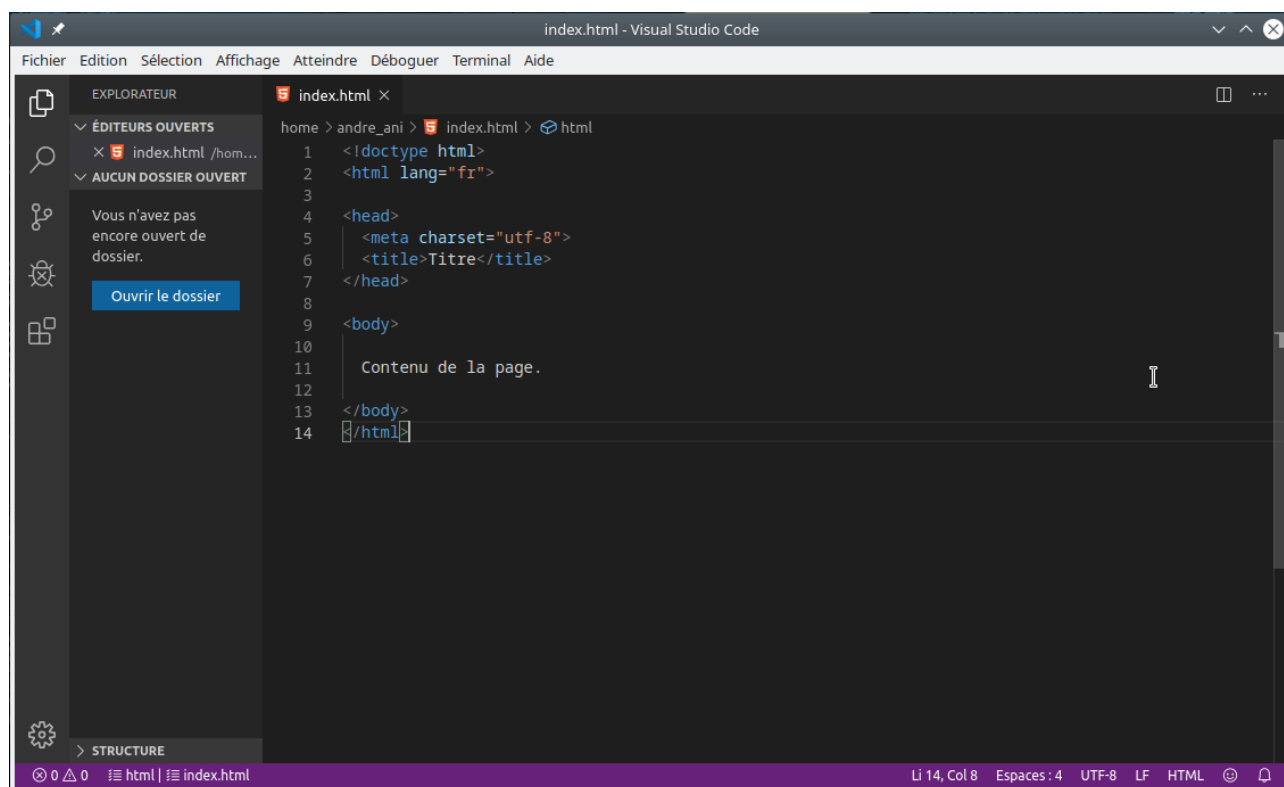 index.html - Visual Studio Code
Fichier Edition Sélection Affichage Atteindre Déboguer Terminal Aide
EXPLORATEUR
ÉDITEURS OUVERTS
index.html /hom...
AUCUN DOSSIER OUVERT
Vous n'avez pas
encore ouvert de
dossier.
Ouvrir le dossier
STRUCTURE
index.html
home > andre_ani > index.html > html
1 <!doctype html>
2 <html lang="fr">
3
4 <head>
5 <meta charset="utf-8">
6 <title>Titre</title>
7 </head>
8
9 <body>
10
11 Contenu de la page.
12
13 </body>
14 </html>
0 0 html | index.html Li 14, Col 8 Espaces : 4 UTF-8 LF HTML